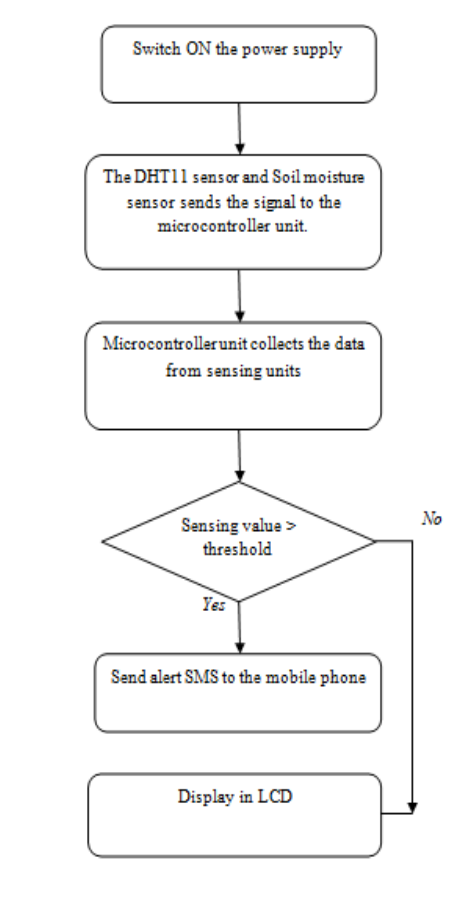 Switch ON the power supply
The DHT11 sensor and Soil moisture
sensor sends the signal to the
microcontroller unit.
Microcontroller unit collects the data
from sensing units
Sensing value >
threshold
No
Yes
Send alert SMS to the mobile phone
Display in LCD